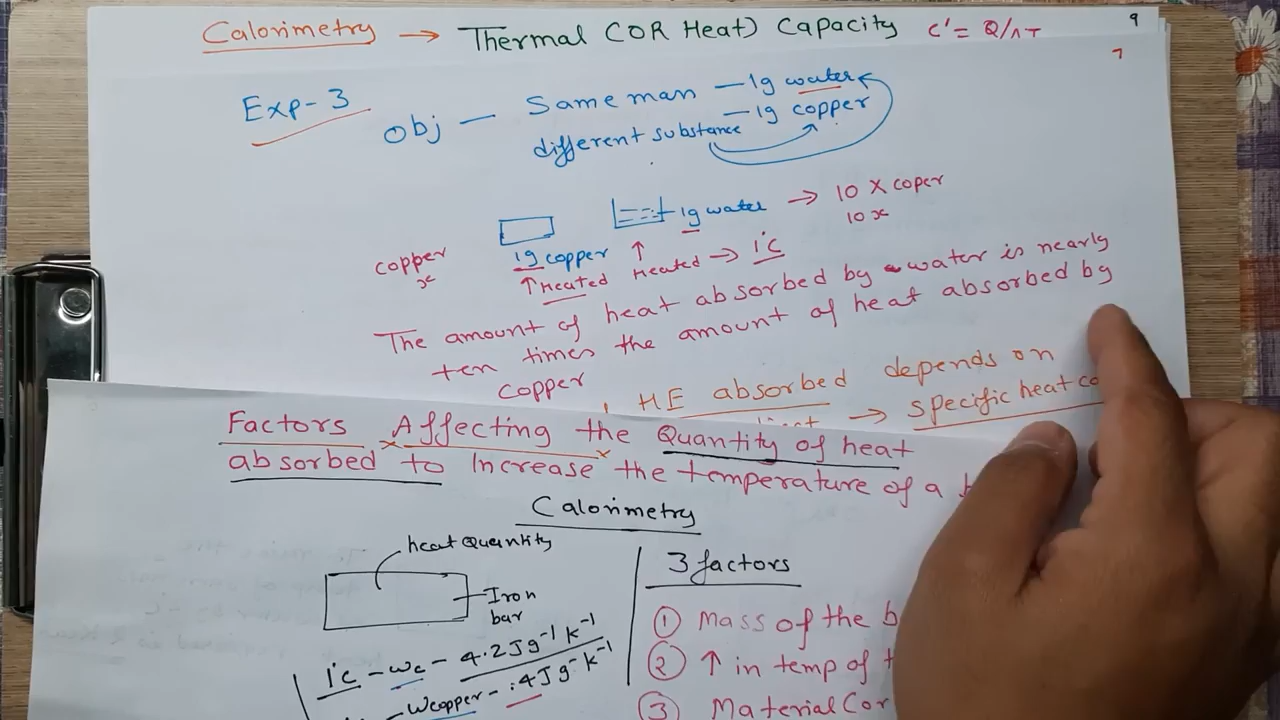 Calorimetry → Thermal (OR Heat) Capacity C' = Q/ΔT
9
7
Exp-3
Obj — Same mass — 1g water
different substance — 1g copper
1g water → 10 X coper
10 x
copper
x
1g copper
↑ heated
↑ Heated → 1°C
The amount of heat absorbed by water is nearly
ten times the amount of heat absorbed by
copper
HE absorbed depends on
→ specific heat ca
Factors Affecting the Quantity of heat
absorbed to Increase the temperature of a
Calorimetry
heat Quantity
Iron
bar
1°C - wc - 4.2 J g⁻¹ k⁻¹
wcopper - .4 J g⁻ k⁻¹
3 factors
① Mass of the b
② ↑ in temp of t
③ Material (or